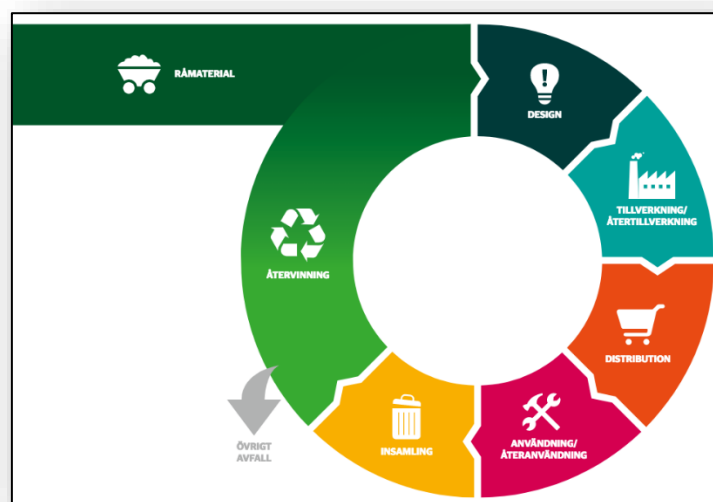 RÅMATERIAL
DESIGN
TILLVERKNING/
ÅTERTILLVERKNING
DISTRIBUTION
ANVÄNDNING/
ÅTERANVÄNDNING
INSAMLING
ÅTERVINNING
ÖVRIGT
AVFALL